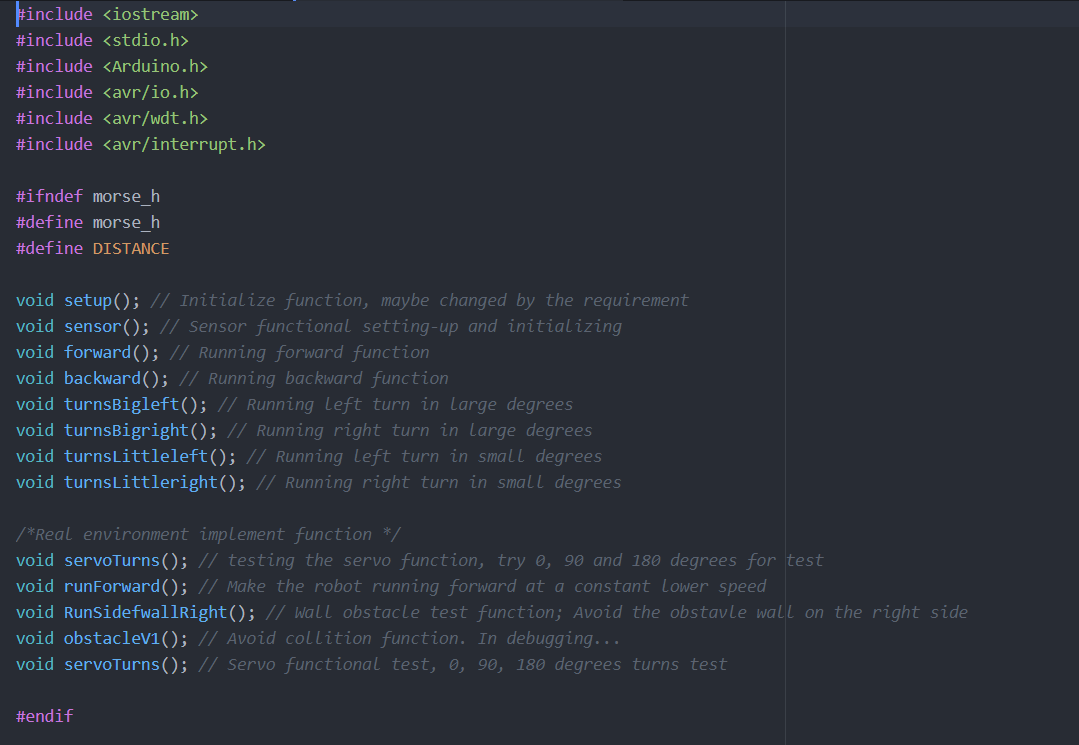 #include <iostream>
#include <stdio.h>
#include <Arduino.h>
#include <avr/io.h>
#include <avr/wdt.h>
#include <avr/interrupt.h>
#ifndef morse_h
#define morse_h
#define DISTANCE
void setup(); // Initialize function, maybe changed by the requirement
void sensor(); // Sensor functional setting-up and initializing
void forward(); // Running forward function
void backward(); // Running backward function
void turnsBigleft(); // Running left turn in large degrees
void turnsBigright(); // Running right turn in large degrees
void turnsLittleleft(); // Running left turn in small degrees
void turnsLittleright(); // Running right turn in small degrees
/*Real environment implement function */
void servoTurns(); // testing the servo function, try 0, 90 and 180 degrees for test
void runForward(); // Make the robot running forward at a constant lower speed
void RunSidefwallRight(); // Wall obstacle test function; Avoid the obstavle wall on the right side
void obstacleV1(); // Avoid collition function. In debugging...
void servoTurns(); // Servo functional test, 0, 90, 180 degrees turns test
#endif